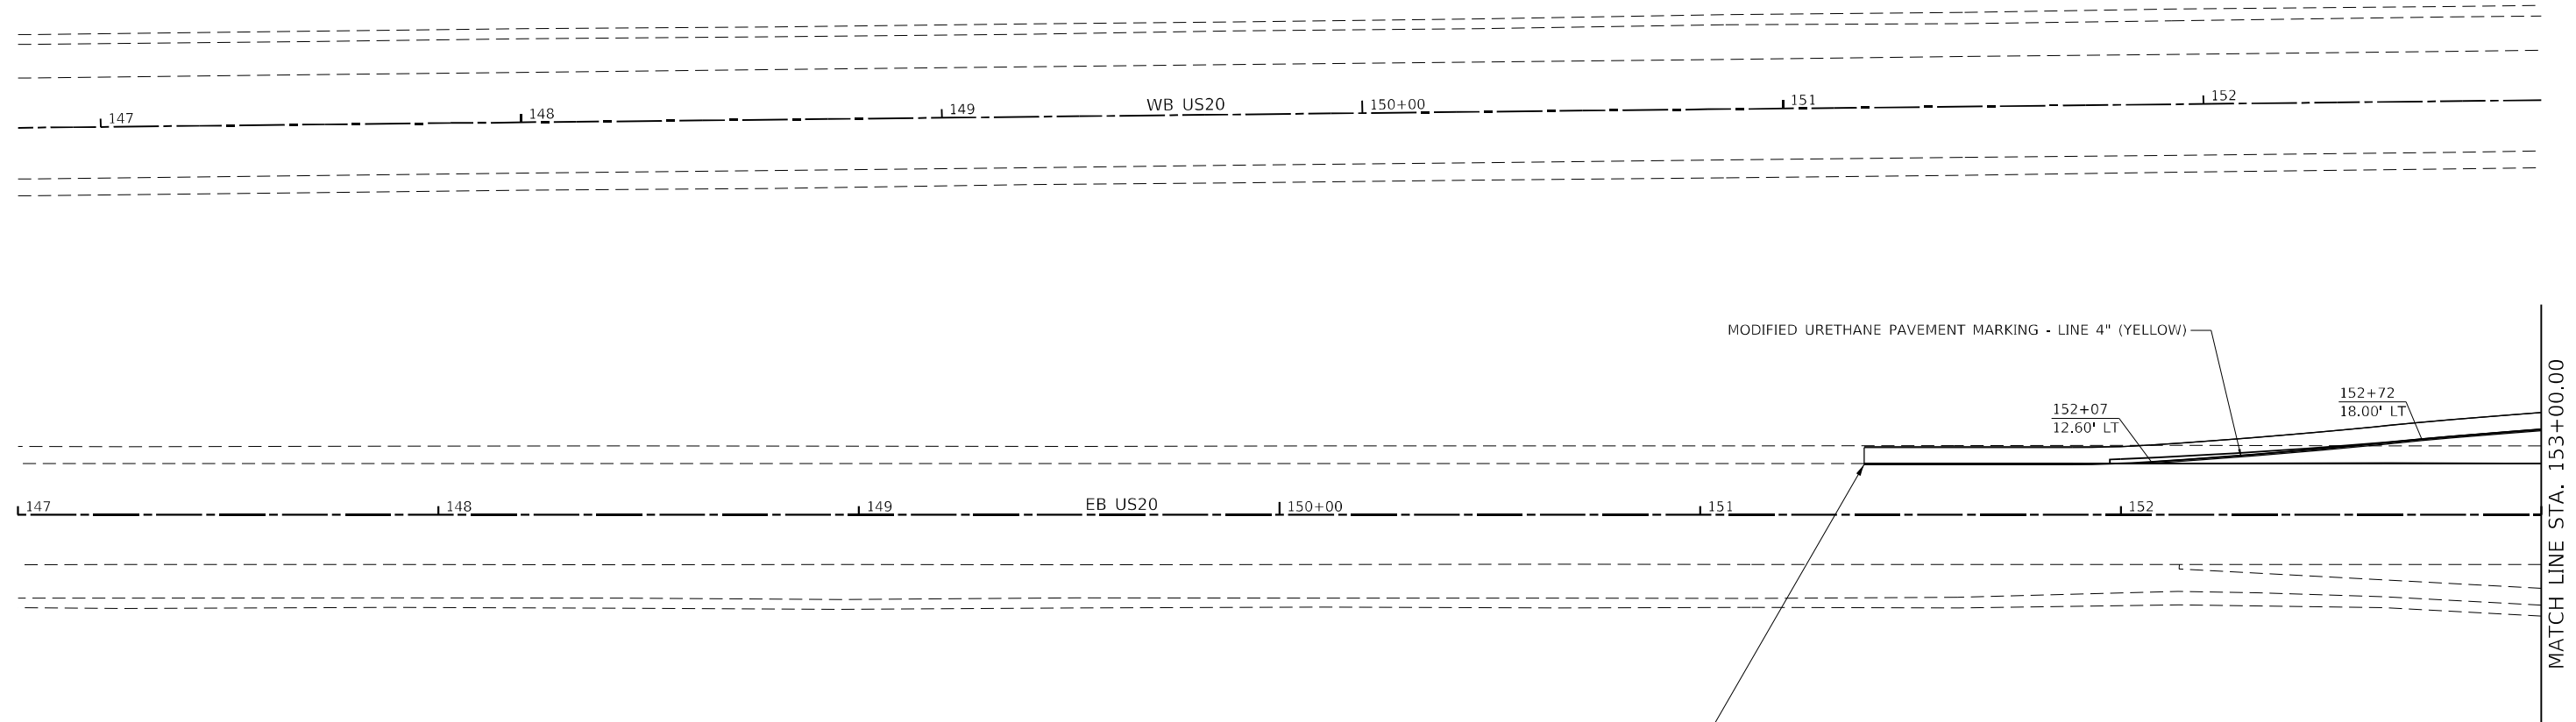 147
148
149
WB US20
150+00
151
152
MODIFIED URETHANE PAVEMENT MARKING - LINE 4" (YELLOW)
152+07
12.60' LT
152+72
18.00' LT
147
148
149
EB US20
150+00
151
152
MATCH LINE STA. 153+00.00